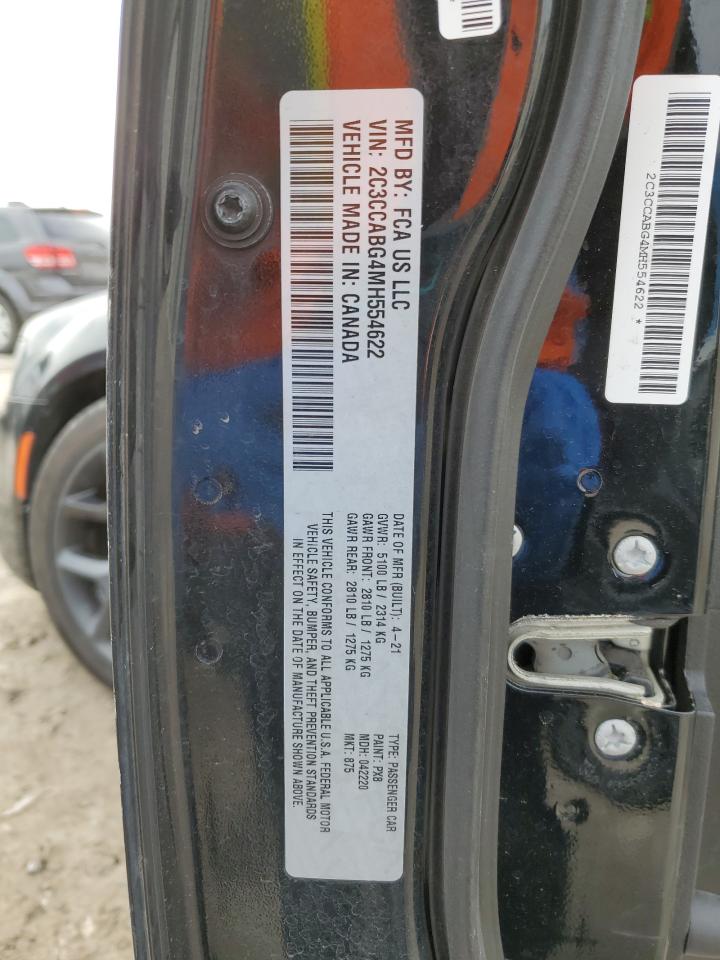 MFD BY: FCA US LLC
VIN: 2C3CCABG4MH554622
VEHICLE MADE IN: CANADA
DATE OF MFR (BUILT): 4-21
GVWR: 5100 LB / 2314 KG
GAWR FRONT: 2810 LB / 1275 KG
GAWR REAR: 2810 LB / 1275 KG
THIS VEHICLE CONFORMS TO ALL APPLICABLE U.S.A. FEDERAL MOTOR
VEHICLE SAFETY, BUMPER, AND THEFT PREVENTION STANDARDS
IN EFFECT ON THE DATE OF MANUFACTURE SHOWN ABOVE.
TYPE: PASSENGER CAR
PAINT: PX8
MDH: 042220
MKT: 875
2C3CCABG4MH554622 *